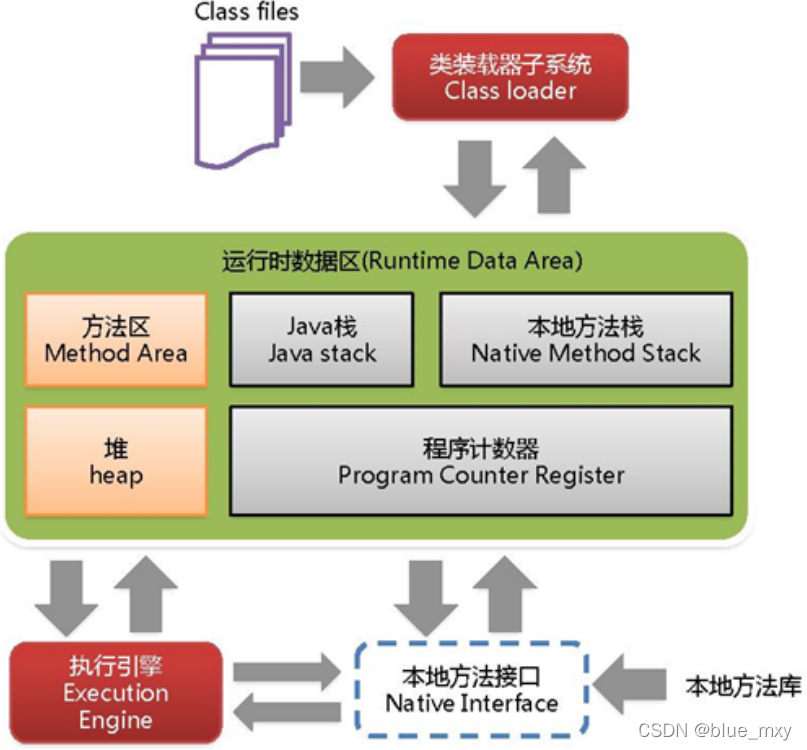 Class files
类装载器子系统
Class loader
运行时数据区(Runtime Data Area)
方法区
Method Area
Java栈
Java stack
本地方法栈
Native Method Stack
堆
heap
程序计数器
Program Counter Register
执行引擎
Execution
Engine
本地方法接口
Native Interface
本地方法库
CSDN @blue_mxy